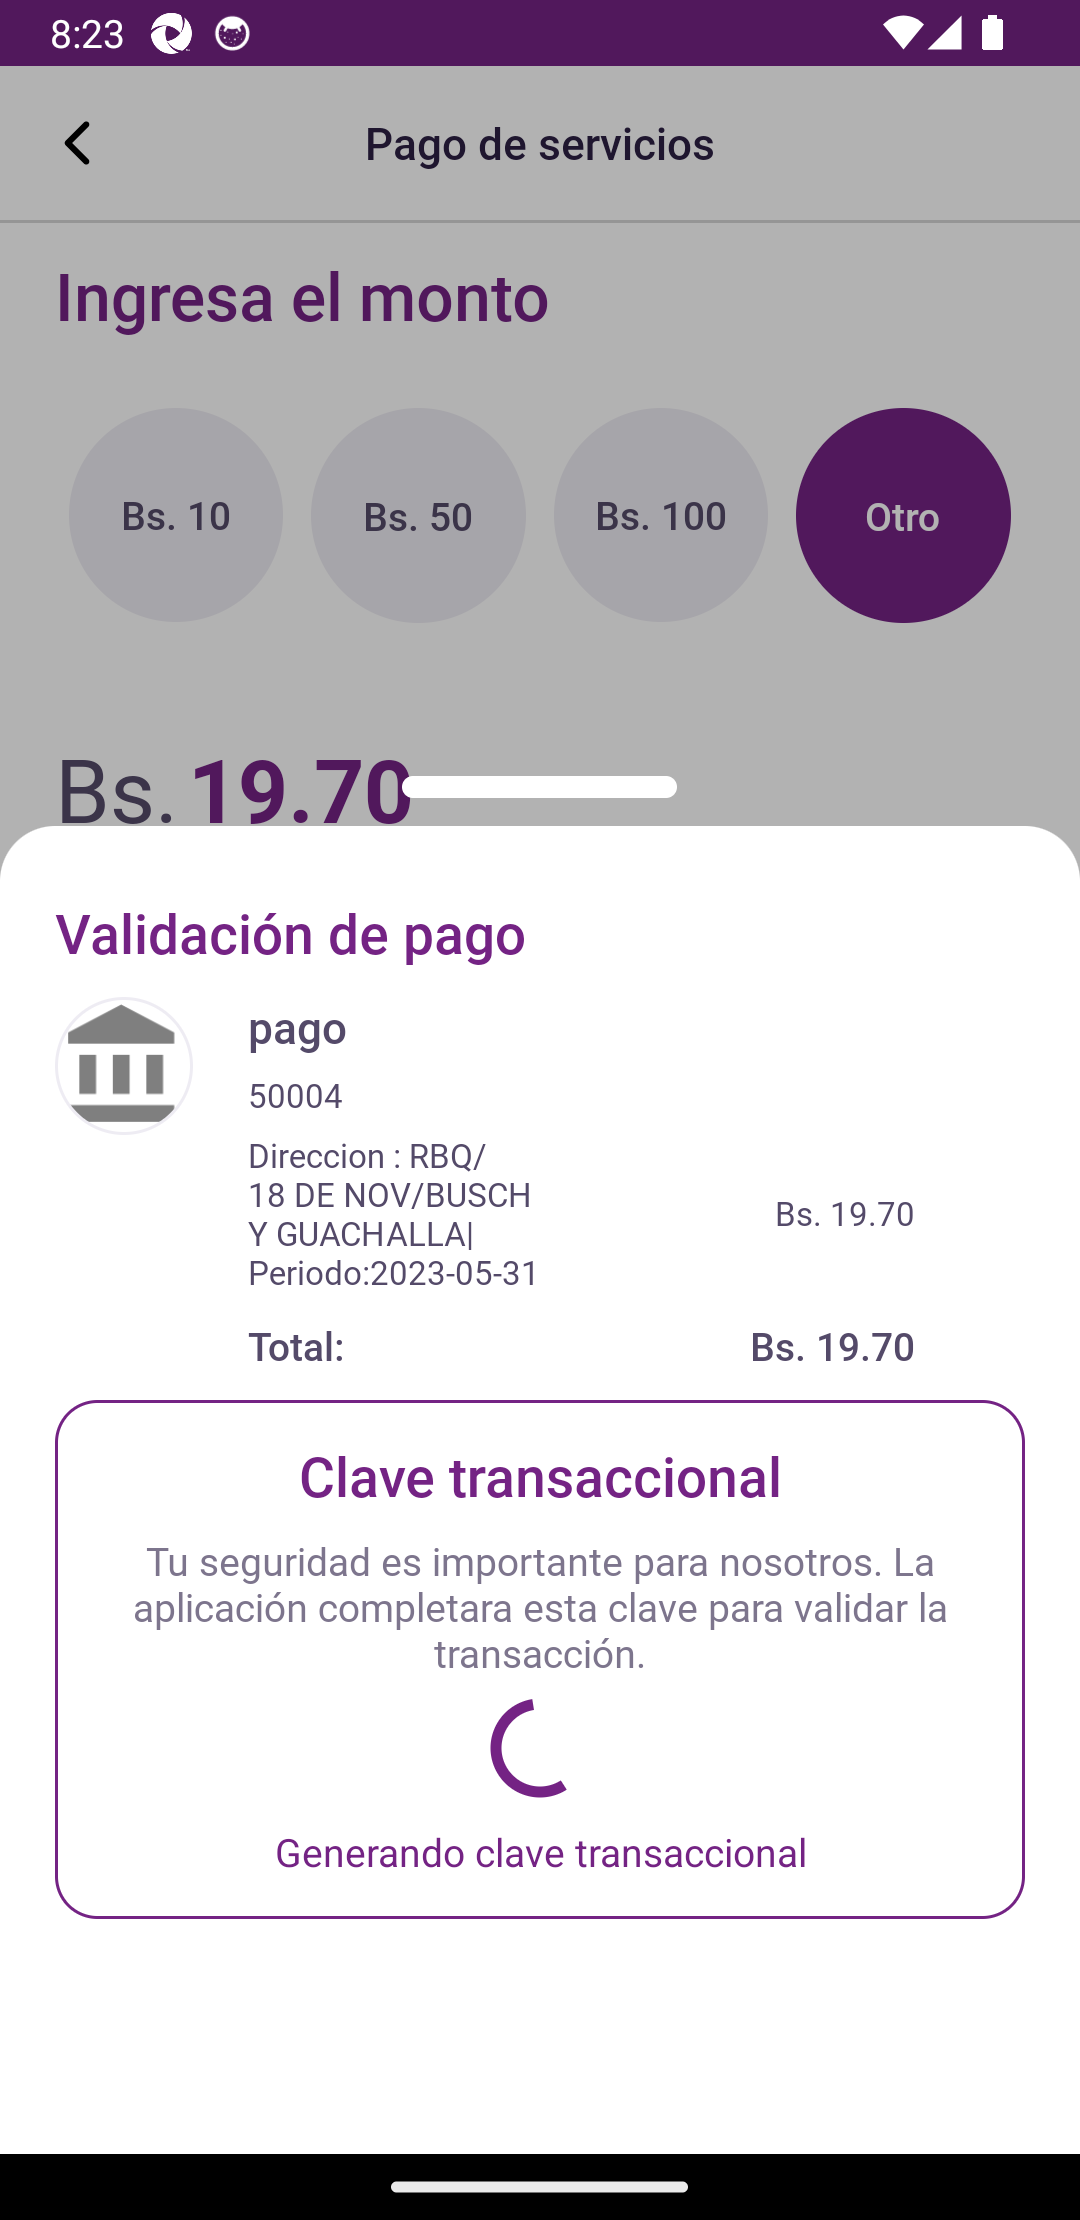 8:23
Pago de servicios
Ingresa el monto
Bs. 10
Bs. 50
Bs. 100
Otro
Bs. 19.70
Validación de pago
pago
50004
Direccion : RBQ/
18 DE NOV/BUSCH
Y GUACHALLA|
Periodo:2023-05-31
Bs. 19.70
Total:
Bs. 19.70
Clave transaccional
Tu seguridad es importante para nosotros. La
aplicación completara esta clave para validar la
transacción.
Generando clave transaccional